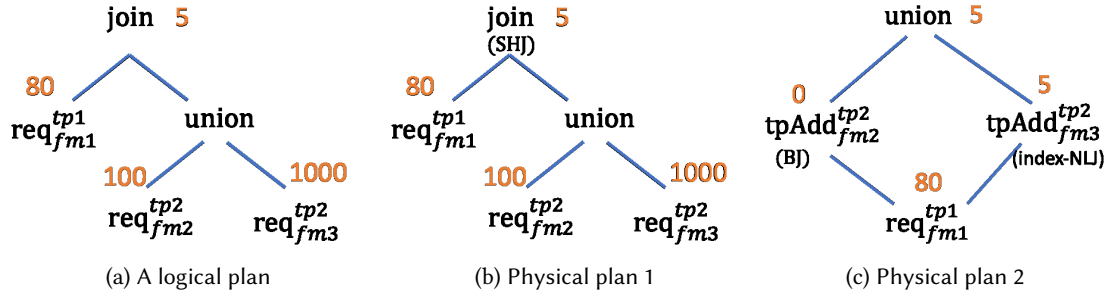 join 5
80
req^{tp1}_{fm1}
union
100
1000
req^{tp2}_{fm2}
req^{tp2}_{fm3}
(a) A logical plan
join 5
(SHJ)
80
req^{tp1}_{fm1}
union
100
1000
req^{tp2}_{fm2}
req^{tp2}_{fm3}
(b) Physical plan 1
union 5
0
5
tpAdd^{tp2}_{fm2}
(BJ)
tpAdd^{tp2}_{fm3}
(index-NLJ)
80
req^{tp1}_{fm1}
(c) Physical plan 2